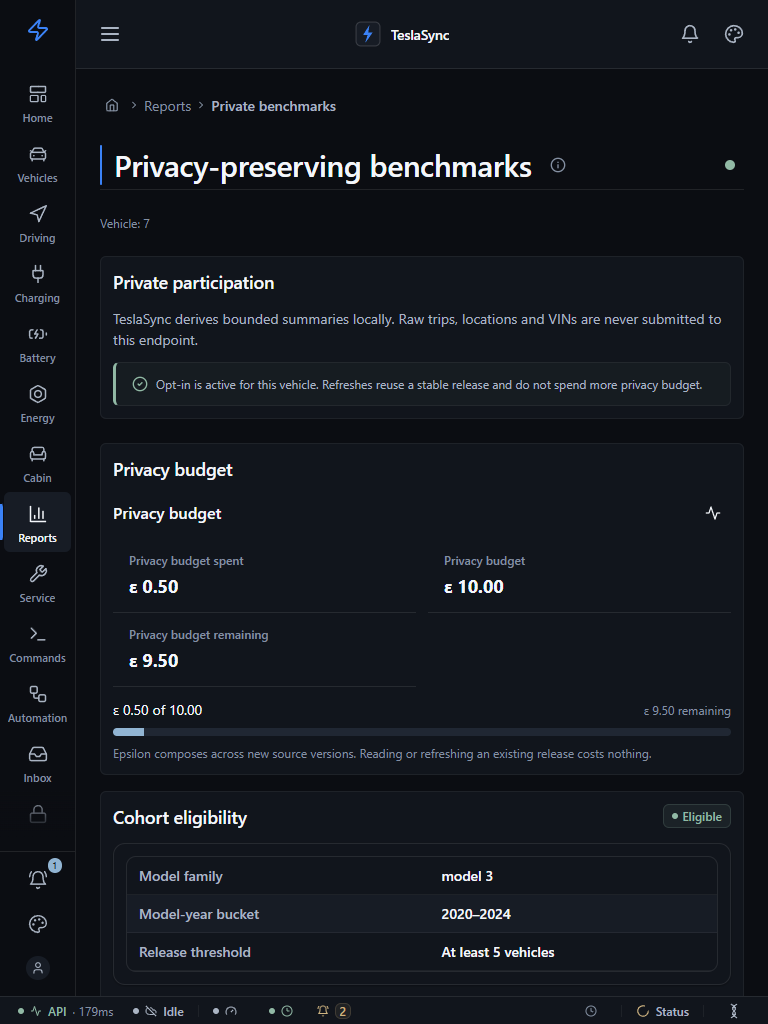 TeslaSync
Home
Vehicles
Driving
Charging
Battery
Energy
Cabin
Reports
Service
Commands
Automation
Inbox
1
Reports
Private benchmarks
Privacy-preserving benchmarks
Vehicle: 7
Private participation
TeslaSync derives bounded summaries locally. Raw trips, locations and VINs are never submitted to
this endpoint.
Opt-in is active for this vehicle. Refreshes reuse a stable release and do not spend more privacy budget.
Privacy budget
Privacy budget
Privacy budget spent
ε 0.50
Privacy budget
ε 10.00
Privacy budget remaining
ε 9.50
ε 0.50 of 10.00
ε 9.50 remaining
Epsilon composes across new source versions. Reading or refreshing an existing release costs nothing.
Cohort eligibility
Eligible
Model family model 3
Model-year bucket 2020–2024
Release threshold At least 5 vehicles
API · 179ms
Idle
2
Status